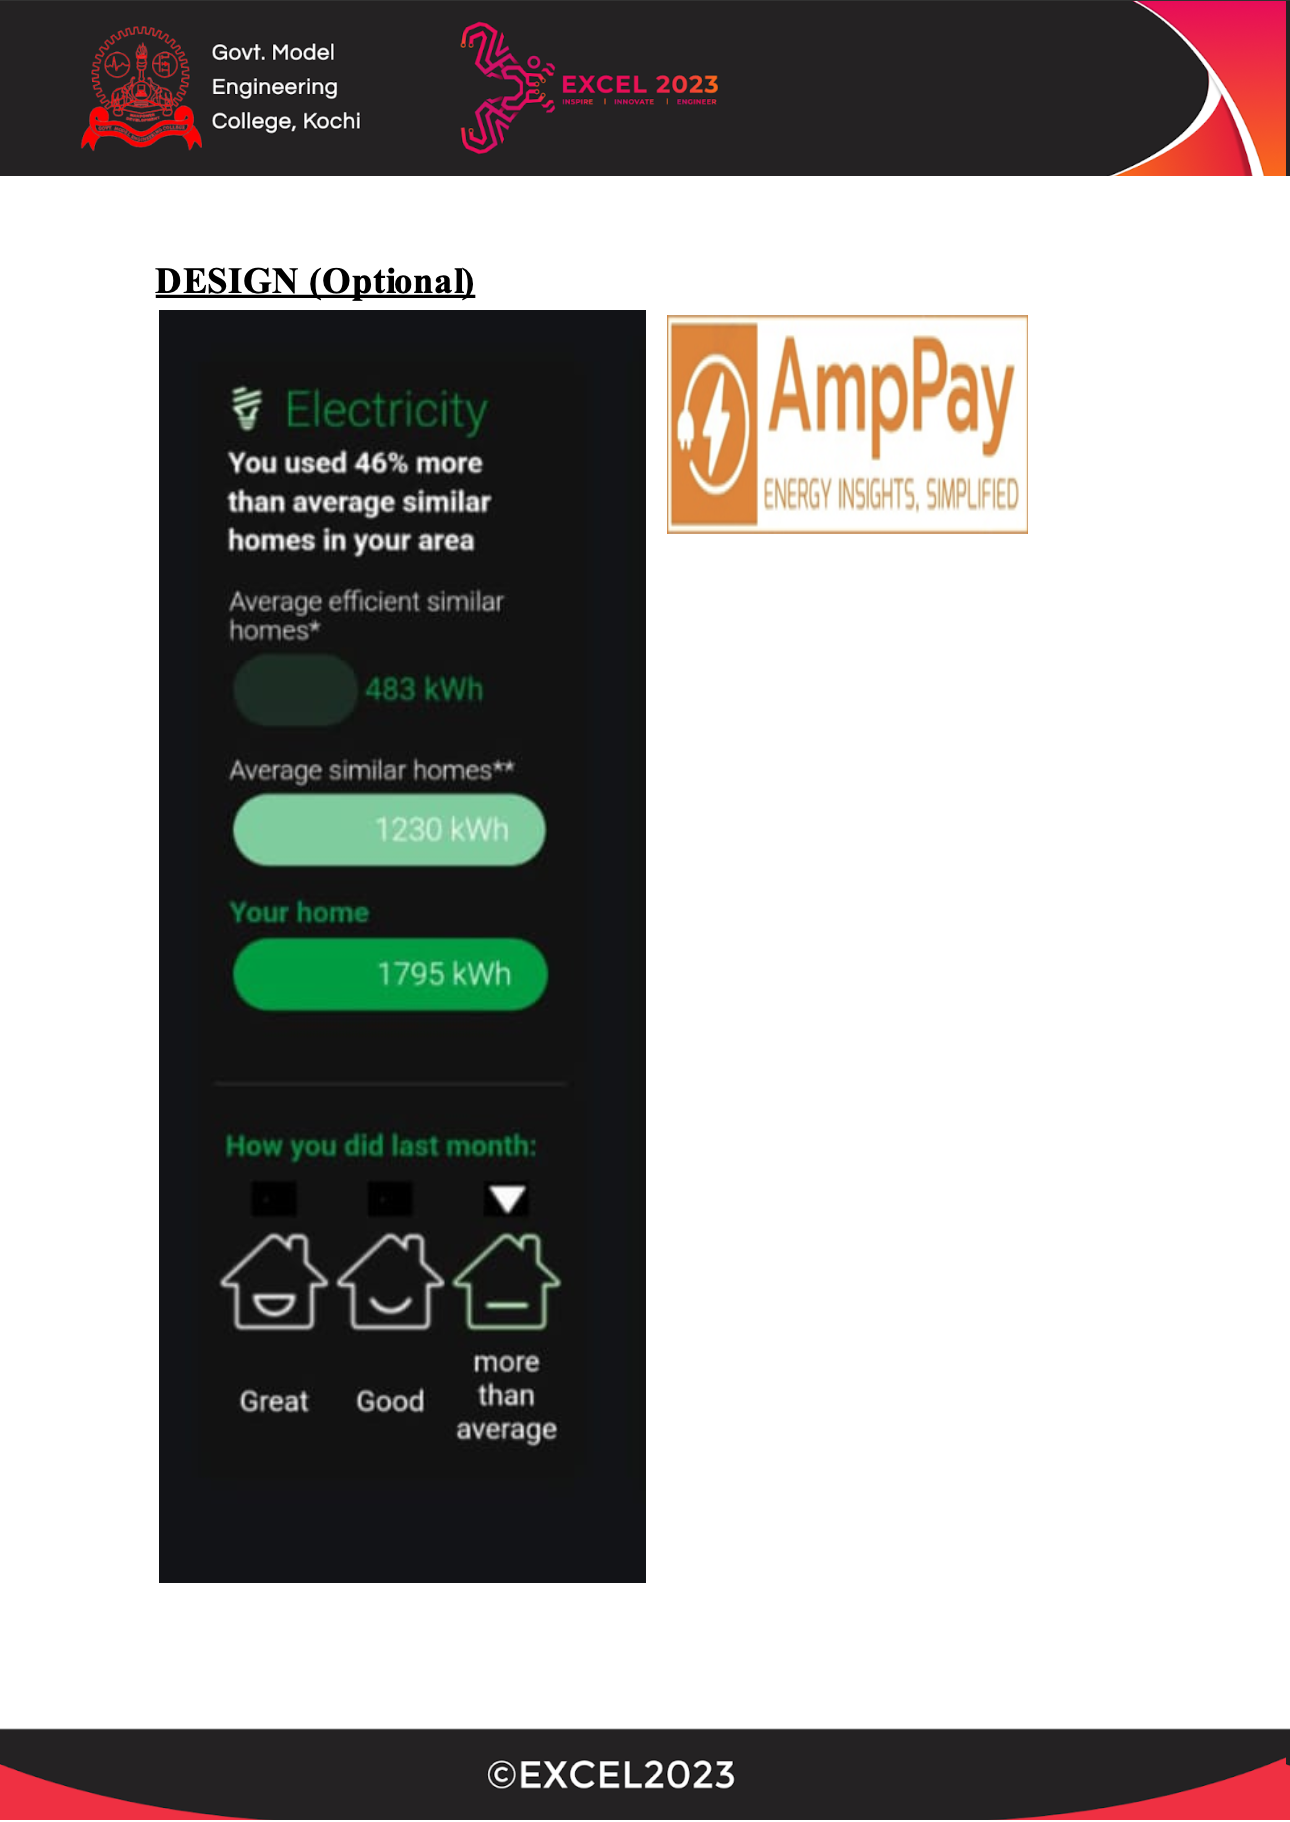 Govt. Model
Engineering
College, Kochi
EXCEL 2023
INSPIRE | INNOVATE | ENGINEER
DESIGN (Optional)
Electricity
You used 46% more
than average similar
homes in your area
Average efficient similar
homes*
483 kWh
Average similar homes**
1230 kWh
Your home
1795 kWh
How you did last month:
Great
Good
more
than
average
AmpPay
ENERGY INSIGHTS, SIMPLIFIED
©EXCEL2023